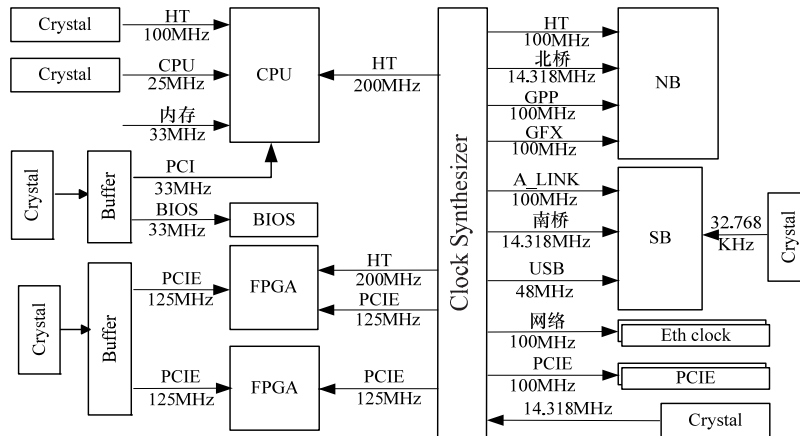 Crystal
HT
100MHz
Crystal
CPU
25MHz
内存
33MHz
CPU
HT
200MHz
Crystal
Buffer
PCI
33MHz
BIOS
33MHz
BIOS
Crystal
Buffer
PCIE
125MHz
FPGA
HT
200MHz
PCIE
125MHz
PCIE
125MHz
FPGA
PCIE
125MHz
Clock Synthesizer
HT
100MHz
北桥
14.318MHz
GPP
100MHz
GFX
100MHz
NB
A_LINK
100MHz
南桥
14.318MHz
USB
48MHz
SB
32.768
KHz
Crystal
网络
100MHz
Eth clock
PCIE
100MHz
PCIE
14.318MHz
Crystal